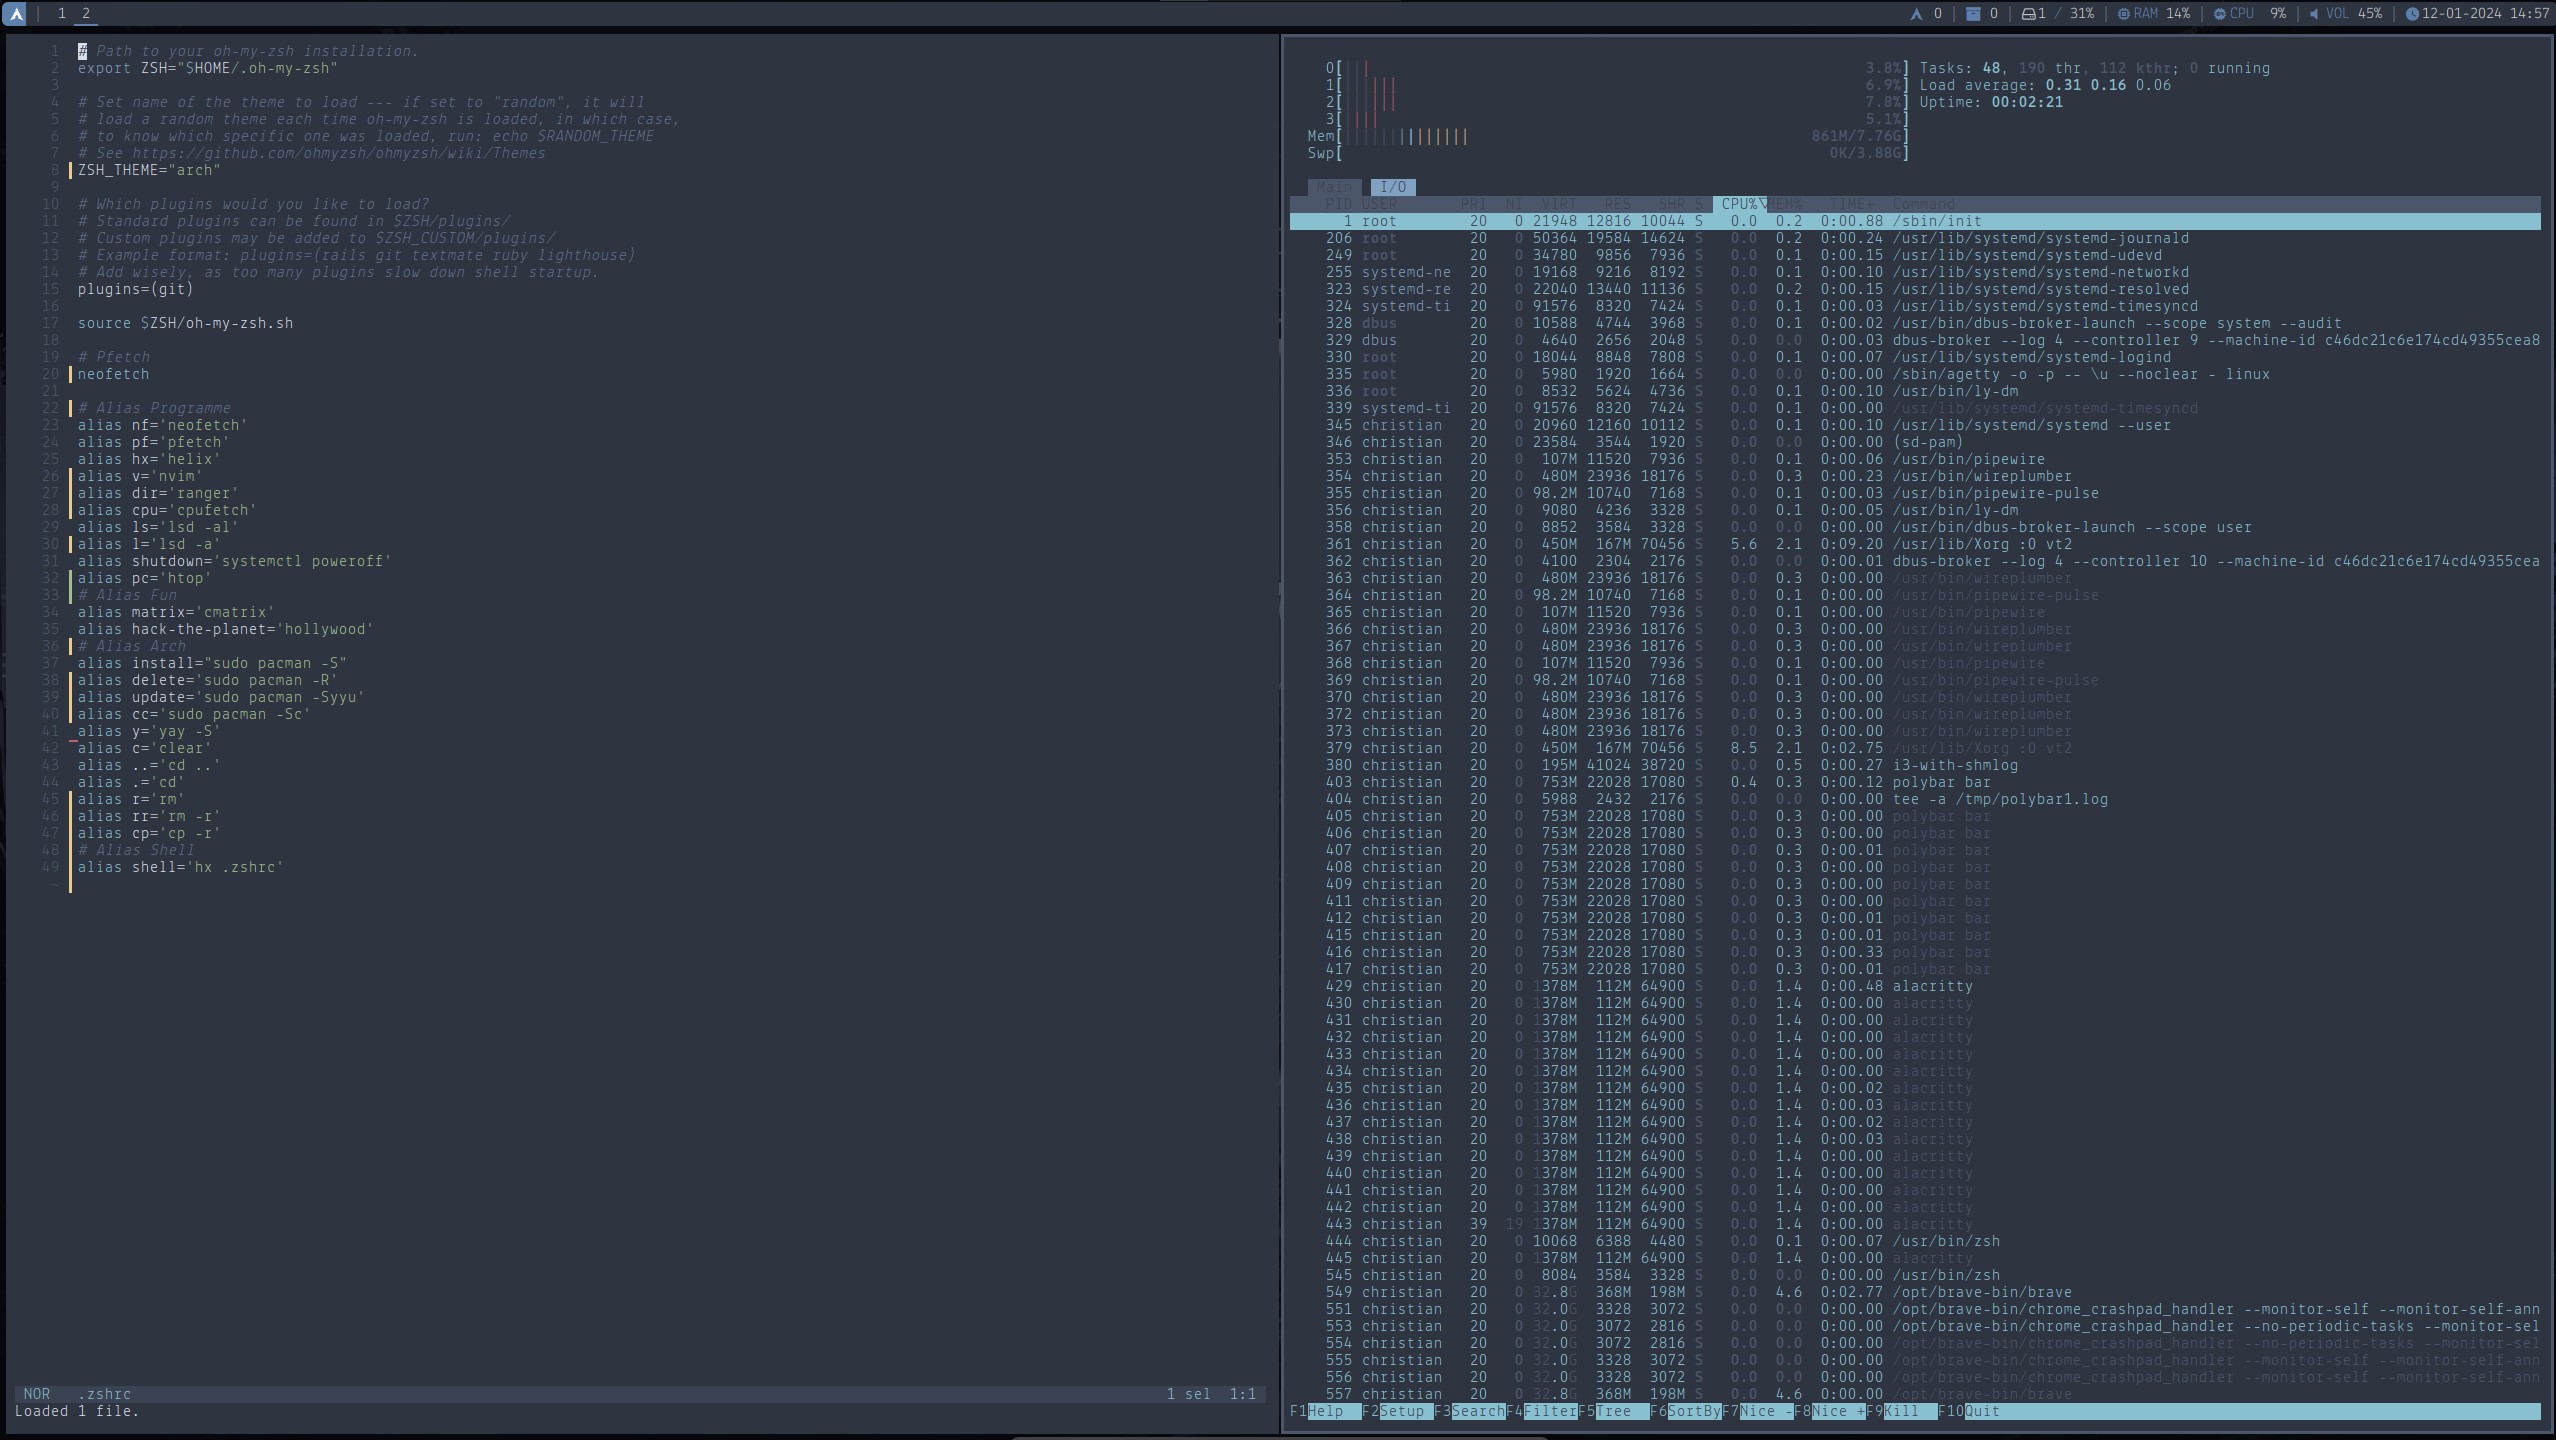 1 2
0 | 0 | 1 / 31% | RAM 14% | CPU 9% | VOL 45% | 12-01-2024 14:57
1 # Path to your oh-my-zsh installation.
2 export ZSH="$HOME/.oh-my-zsh"
3
4 # Set name of the theme to load --- if set to "random", it will
5 # load a random theme each time oh-my-zsh is loaded, in which case,
6 # to know which specific one was loaded, run: echo $RANDOM_THEME
7 # See https://github.com/ohmyzsh/ohmyzsh/wiki/Themes
8 ZSH_THEME="arch"
9
10 # Which plugins would you like to load?
11 # Standard plugins can be found in $ZSH/plugins/
12 # Custom plugins may be added to $ZSH_CUSTOM/plugins/
13 # Example format: plugins=(rails git textmate ruby lighthouse)
14 # Add wisely, as too many plugins slow down shell startup.
15 plugins=(git)
16
17 source $ZSH/oh-my-zsh.sh
18
19 # Pfetch
20 neofetch
21
22 # Alias Programme
23 alias nf='neofetch'
24 alias pf='pfetch'
25 alias hx='helix'
26 alias v='nvim'
27 alias dir='ranger'
28 alias cpu='cpufetch'
29 alias ls='lsd -al'
30 alias l='lsd -a'
31 alias shutdown='systemctl poweroff'
32 alias pc='htop'
33 # Alias Fun
34 alias matrix='cmatrix'
35 alias hack-the-planet='hollywood'
36 # Alias Arch
37 alias install="sudo pacman -S"
38 alias delete='sudo pacman -R'
39 alias update='sudo pacman -Syyu'
40 alias cc='sudo pacman -Sc'
41 alias y='yay -S'
42 alias c='clear'
43 alias ..='cd ..'
44 alias .='cd'
45 alias r='rm'
46 alias rr='rm -r'
47 alias cp='cp -r'
48 # Alias Shell
49 alias shell='hx .zshrc'
~
NOR .zshrc 1 sel 1:1
Loaded 1 file.
0[||| 3.8%] Tasks: 48, 190 thr, 112 kthr; 0 running
1[|||||| 6.9%] Load average: 0.31 0.16 0.06
2[|||||| 7.8%] Uptime: 00:02:21
3[|||| 5.1%]
Mem[|||||||||||||| 861M/7.76G]
Swp[ 0K/3.88G]
Main I/O
PID USER PRI NI VIRT RES SHR S CPU%▽MEM% TIME+ Command
1 root 20 0 21948 12816 10044 S 0.0 0.2 0:00.88 /sbin/init
206 root 20 0 50364 19584 14624 S 0.0 0.2 0:00.24 /usr/lib/systemd/systemd-journald
249 root 20 0 34780 9856 7936 S 0.0 0.1 0:00.15 /usr/lib/systemd/systemd-udevd
255 systemd-ne 20 0 19168 9216 8192 S 0.0 0.1 0:00.10 /usr/lib/systemd/systemd-networkd
323 systemd-re 20 0 22040 13440 11136 S 0.0 0.2 0:00.15 /usr/lib/systemd/systemd-resolved
324 systemd-ti 20 0 91576 8320 7424 S 0.0 0.1 0:00.03 /usr/lib/systemd/systemd-timesyncd
328 dbus 20 0 10588 4744 3968 S 0.0 0.1 0:00.02 /usr/bin/dbus-broker-launch --scope system --audit
329 dbus 20 0 4640 2656 2048 S 0.0 0.0 0:00.03 dbus-broker --log 4 --controller 9 --machine-id c46dc21c6e174cd49355cea8
330 root 20 0 18044 8848 7808 S 0.0 0.1 0:00.07 /usr/lib/systemd/systemd-logind
335 root 20 0 5980 1920 1664 S 0.0 0.0 0:00.00 /sbin/agetty -o -p -- \u --noclear - linux
336 root 20 0 8532 5624 4736 S 0.0 0.1 0:00.10 /usr/bin/ly-dm
339 systemd-ti 20 0 91576 8320 7424 S 0.0 0.1 0:00.00 /usr/lib/systemd/systemd-timesyncd
345 christian 20 0 20960 12160 10112 S 0.0 0.1 0:00.10 /usr/lib/systemd/systemd --user
346 christian 20 0 23584 3544 1920 S 0.0 0.0 0:00.00 (sd-pam)
353 christian 20 0 107M 11520 7936 S 0.0 0.1 0:00.06 /usr/bin/pipewire
354 christian 20 0 480M 23936 18176 S 0.0 0.3 0:00.23 /usr/bin/wireplumber
355 christian 20 0 98.2M 10740 7168 S 0.0 0.1 0:00.03 /usr/bin/pipewire-pulse
356 christian 20 0 9080 4236 3328 S 0.0 0.1 0:00.05 /usr/bin/ly-dm
358 christian 20 0 8852 3584 3328 S 0.0 0.0 0:00.00 /usr/bin/dbus-broker-launch --scope user
361 christian 20 0 450M 167M 70456 S 5.6 2.1 0:09.20 /usr/lib/Xorg :0 vt2
362 christian 20 0 4100 2304 2176 S 0.0 0.0 0:00.01 dbus-broker --log 4 --controller 10 --machine-id c46dc21c6e174cd49355cea
363 christian 20 0 480M 23936 18176 S 0.0 0.3 0:00.00 /usr/bin/wireplumber
364 christian 20 0 98.2M 10740 7168 S 0.0 0.1 0:00.00 /usr/bin/pipewire-pulse
365 christian 20 0 107M 11520 7936 S 0.0 0.1 0:00.00 /usr/bin/pipewire
366 christian 20 0 480M 23936 18176 S 0.0 0.3 0:00.00 /usr/bin/wireplumber
367 christian 20 0 480M 23936 18176 S 0.0 0.3 0:00.00 /usr/bin/wireplumber
368 christian 20 0 107M 11520 7936 S 0.0 0.1 0:00.00 /usr/bin/pipewire
369 christian 20 0 98.2M 10740 7168 S 0.0 0.1 0:00.00 /usr/bin/pipewire-pulse
370 christian 20 0 480M 23936 18176 S 0.0 0.3 0:00.00 /usr/bin/wireplumber
372 christian 20 0 480M 23936 18176 S 0.0 0.3 0:00.00 /usr/bin/wireplumber
373 christian 20 0 480M 23936 18176 S 0.0 0.3 0:00.00 /usr/bin/wireplumber
379 christian 20 0 450M 167M 70456 S 8.5 2.1 0:02.75 /usr/lib/Xorg :0 vt2
380 christian 20 0 195M 41024 38720 S 0.0 0.5 0:00.27 i3-with-shmlog
403 christian 20 0 753M 22028 17080 S 0.4 0.3 0:00.12 polybar bar
404 christian 20 0 5988 2432 2176 S 0.0 0.0 0:00.00 tee -a /tmp/polybar1.log
405 christian 20 0 753M 22028 17080 S 0.0 0.3 0:00.00 polybar bar
406 christian 20 0 753M 22028 17080 S 0.0 0.3 0:00.00 polybar bar
407 christian 20 0 753M 22028 17080 S 0.0 0.3 0:00.01 polybar bar
408 christian 20 0 753M 22028 17080 S 0.0 0.3 0:00.00 polybar bar
409 christian 20 0 753M 22028 17080 S 0.0 0.3 0:00.00 polybar bar
411 christian 20 0 753M 22028 17080 S 0.0 0.3 0:00.00 polybar bar
412 christian 20 0 753M 22028 17080 S 0.0 0.3 0:00.01 polybar bar
415 christian 20 0 753M 22028 17080 S 0.0 0.3 0:00.01 polybar bar
416 christian 20 0 753M 22028 17080 S 0.0 0.3 0:00.33 polybar bar
417 christian 20 0 753M 22028 17080 S 0.0 0.3 0:00.01 polybar bar
429 christian 20 0 1378M 112M 64900 S 0.0 1.4 0:00.48 alacritty
430 christian 20 0 1378M 112M 64900 S 0.0 1.4 0:00.00 alacritty
431 christian 20 0 1378M 112M 64900 S 0.0 1.4 0:00.00 alacritty
432 christian 20 0 1378M 112M 64900 S 0.0 1.4 0:00.00 alacritty
433 christian 20 0 1378M 112M 64900 S 0.0 1.4 0:00.00 alacritty
434 christian 20 0 1378M 112M 64900 S 0.0 1.4 0:00.00 alacritty
435 christian 20 0 1378M 112M 64900 S 0.0 1.4 0:00.02 alacritty
436 christian 20 0 1378M 112M 64900 S 0.0 1.4 0:00.03 alacritty
437 christian 20 0 1378M 112M 64900 S 0.0 1.4 0:00.02 alacritty
438 christian 20 0 1378M 112M 64900 S 0.0 1.4 0:00.03 alacritty
439 christian 20 0 1378M 112M 64900 S 0.0 1.4 0:00.00 alacritty
440 christian 20 0 1378M 112M 64900 S 0.0 1.4 0:00.00 alacritty
441 christian 20 0 1378M 112M 64900 S 0.0 1.4 0:00.00 alacritty
442 christian 20 0 1378M 112M 64900 S 0.0 1.4 0:00.00 alacritty
443 christian 39 19 1378M 112M 64900 S 0.0 1.4 0:00.00 alacritty
444 christian 20 0 10068 6388 4480 S 0.0 0.1 0:00.07 /usr/bin/zsh
445 christian 20 0 1378M 112M 64900 S 0.0 1.4 0:00.00 alacritty
545 christian 20 0 8084 3584 3328 S 0.0 0.0 0:00.00 /usr/bin/zsh
549 christian 20 0 32.8G 368M 198M S 0.0 4.6 0:02.77 /opt/brave-bin/brave
551 christian 20 0 32.0G 3328 3072 S 0.0 0.0 0:00.00 /opt/brave-bin/chrome_crashpad_handler --monitor-self --monitor-self-ann
553 christian 20 0 32.0G 3072 2816 S 0.0 0.0 0:00.00 /opt/brave-bin/chrome_crashpad_handler --no-periodic-tasks --monitor-sel
554 christian 20 0 32.0G 3072 2816 S 0.0 0.0 0:00.00 /opt/brave-bin/chrome_crashpad_handler --no-periodic-tasks --monitor-sel
555 christian 20 0 32.0G 3328 3072 S 0.0 0.0 0:00.00 /opt/brave-bin/chrome_crashpad_handler --monitor-self --monitor-self-ann
556 christian 20 0 32.0G 3328 3072 S 0.0 0.0 0:00.00 /opt/brave-bin/chrome_crashpad_handler --monitor-self --monitor-self-ann
557 christian 20 0 32.8G 368M 198M S 0.0 4.6 0:00.00 /opt/brave-bin/brave
F1Help F2Setup F3SearchF4FilterF5Tree F6SortByF7Nice -F8Nice +F9Kill F10Quit